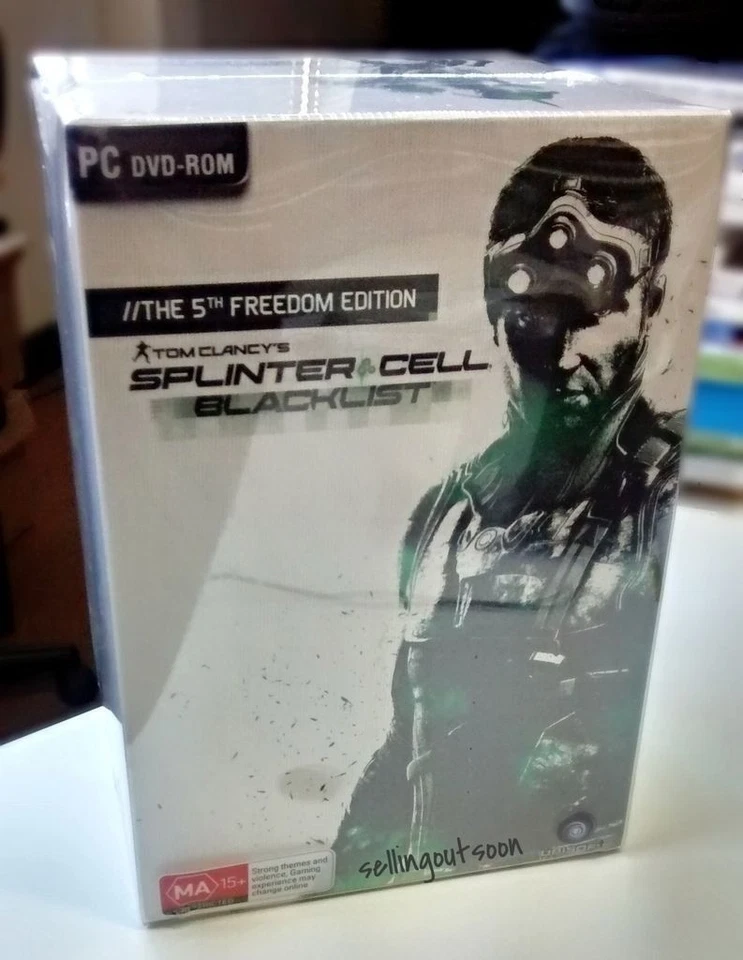 PC DVD-ROM
//THE 5TH FREEDOM EDITION
TOM CLANCY'S
SPLINTER CELL
BLACKLIST
MA 15+
Strong themes and
violence, Gaming
experience may
change online
sellingoutsoon